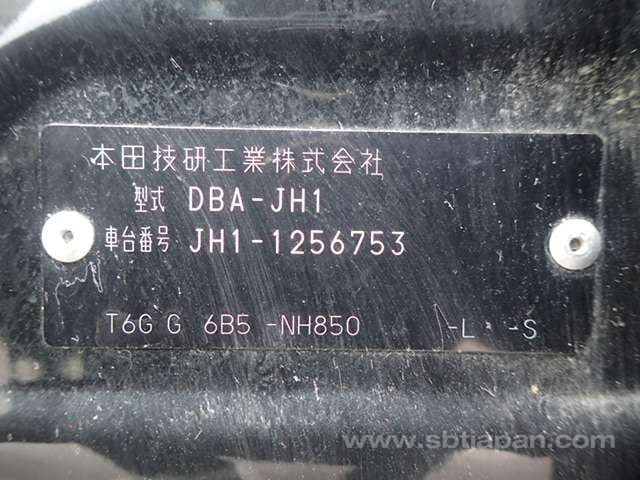 本田技研工業株式会社
型式 DBA-JH1
車台番号 JH1-1256753
T6G G 6B5 -NH850 -L -S
www.sbtjapan.com